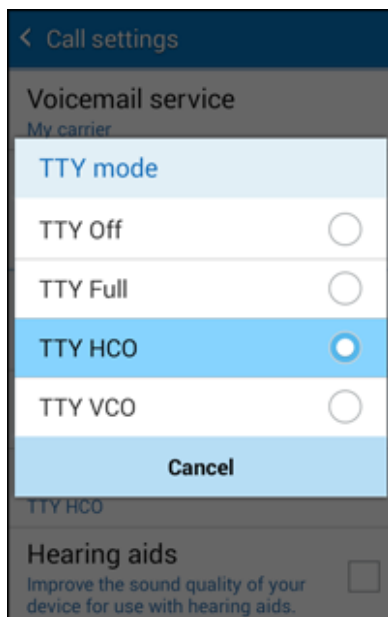 Call settings
Voicemail service
My carrier
TTY mode
TTY Off
TTY Full
TTY HCO
TTY VCO
Cancel
TTY HCO
Hearing aids
Improve the sound quality of your
device for use with hearing aids.